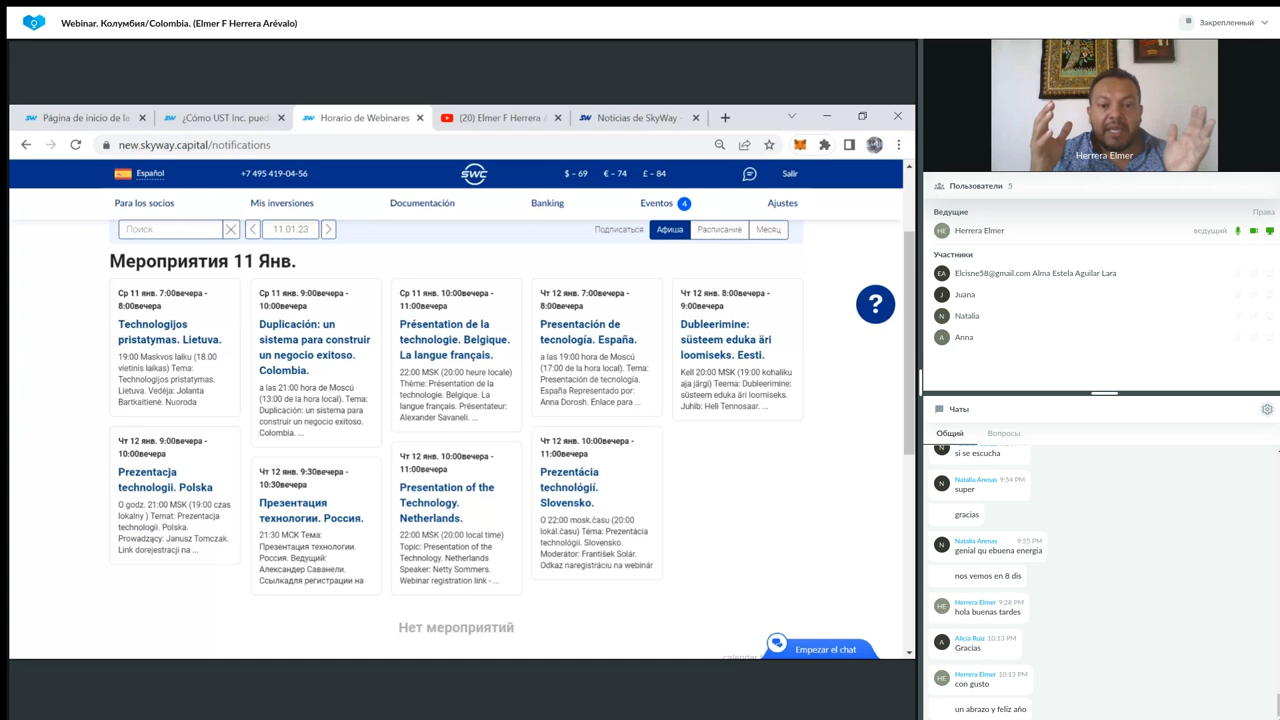 Webinar. Колумбия/Colombia. (Elmer F Herrera Arévalo)
Закрепленный
Página de inicio de la
¿Cómo UST Inc. pued
Horario de Webinares
(20) Elmer F Herrera A
Noticias de SkyWay -
new.skyway.capital/notifications
Español
+7 495 419-04-56
SWC
$ – 69
€ – 74
£ – 84
Salir
Para los socios
Mis inversiones
Documentación
Banking
Eventos 4
Ajustes
Поиск
11.01.23
Подписаться
Афиша
Расписание
Месяц
Мероприятия 11 Янв.
Ср 11 янв. 7:00вечера -
8:00вечера
Technologijos
pristatymas. Lietuva.
19:00 Maskvos laiku (18.00
vietinis laikas) Tema:
Technologijos pristatymas.
Lietuva. Vedėja: Jolanta
Bartkaitienė. Nuoroda
Ср 11 янв. 9:00вечера -
10:00вечера
Duplicación: un
sistema para construir
un negocio exitoso.
Colombia.
a las 21:00 hora de Moscú
(13:00 de la hora local). Tema:
Duplicación: un sistema para
construir un negocio exitoso.
Colombia. ...
Ср 11 янв. 10:00вечера -
11:00вечера
Présentation de la
technologie. Belgique.
La langue français.
22:00 MSK (20:00 heure locale)
Thème: Présentation de la
technologie. Belgique. La
langue français. Présentateur:
Alexander Savaneli. ...
Чт 12 янв. 7:00вечера -
8:00вечера
Presentación de
tecnología. España.
a las 19:00 hora de Moscú
(17:00 de la hora local). Tema:
Presentación de tecnología.
España Representado por:
Anna Dorosh. Enlace para ...
Чт 12 янв. 8:00вечера -
9:00вечера
Dubleerimine:
süsteem eduka äri
loomiseks. Eesti.
Kell 20:00 MSK (19:00 kohaliku
aja järgi) Teema: Dubleerimine:
süsteem eduka äri loomiseks.
Juhib: Heli Tennosaar. ...
Чт 12 янв. 9:00вечера -
10:00вечера
Prezentacja
technologii. Polska
O godz. 21:00 MSK (19:00 czas
lokalny ) Temat: Prezentacja
technologii. Polska.
Prowadzący: Janusz Tomczak.
Link dorejestracji na ...
Чт 12 янв. 9:30вечера -
10:30вечера
Презентация
технологии. Россия.
21:30 МСК Тема:
Презентация технологии.
Россия. Ведущий:
Александр Саванели.
Ссылкадля регистрации на
Чт 12 янв. 10:00вечера -
11:00вечера
Presentation of the
Technology.
Netherlands.
22:00 MSK (20:00 local time)
Topic: Presentation of the
Technology. Netherlands
Speaker: Netty Sommers.
Webinar registration link - ...
Чт 12 янв. 10:00вечера -
11:00вечера
Prezentácia
technológií.
Slovensko.
O 22:00 mosk.času (20:00
lokál.času) Téma: Prezentácia
technológií. Slovensko.
Moderátor: František Solár.
Odkaz naregistráciu na webinár
?
Нет мероприятий
calendar
Empezar el chat
Herrera Elmer
Пользователи 5
Ведущие
Права
HE
Herrera Elmer
ведущий
Участники
EA
Elcisne58@gmail.com Alma Estela Aguilar Lara
J
Juana
N
Natalia
A
Anna
Чаты
Общий
Вопросы
N
si se escucha
N
Natalia Arenas 9:54 PM
super
gracias
N
Natalia Arenas 9:55 PM
genial qu ebuena energia
nos vemos en 8 dis
HE
Herrera Elmer 9:28 PM
hola buenas tardes
A
Alicia Ruiz 10:13 PM
Gracias
HE
Herrera Elmer 10:13 PM
con gusto
un abrazo y feliz año